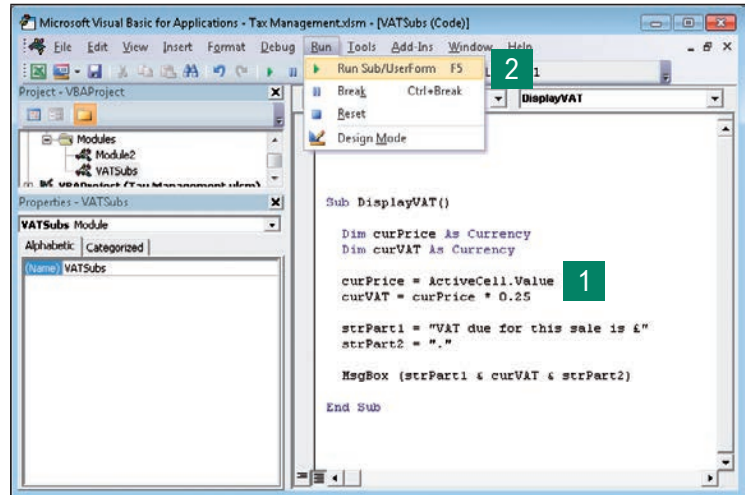 Microsoft Visual Basic for Applications - Tax Management.xlsm - [VATSubs (Code)]
File Edit View Insert Format Debug Run Tools Add-Ins Window Help
Run Sub/UserForm F5
2
1
Project - VBAProject
Break Ctrl+Break
DisplayVAT
Reset
Design Mode
Modules
Module2
VATSubs
VBAProject
Properties - VATSubs
VATSubs Module
Alphabetic Categorized
(Name) VATSubs
Sub DisplayVAT()
Dim curPrice As Currency
Dim curVAT As Currency
curPrice = ActiveCell.Value
1
curVAT = curPrice * 0.25
strPart1 = "VAT due for this sale is £"
strPart2 = "."
MsgBox (strPart1 & curVAT & strPart2)
End Sub